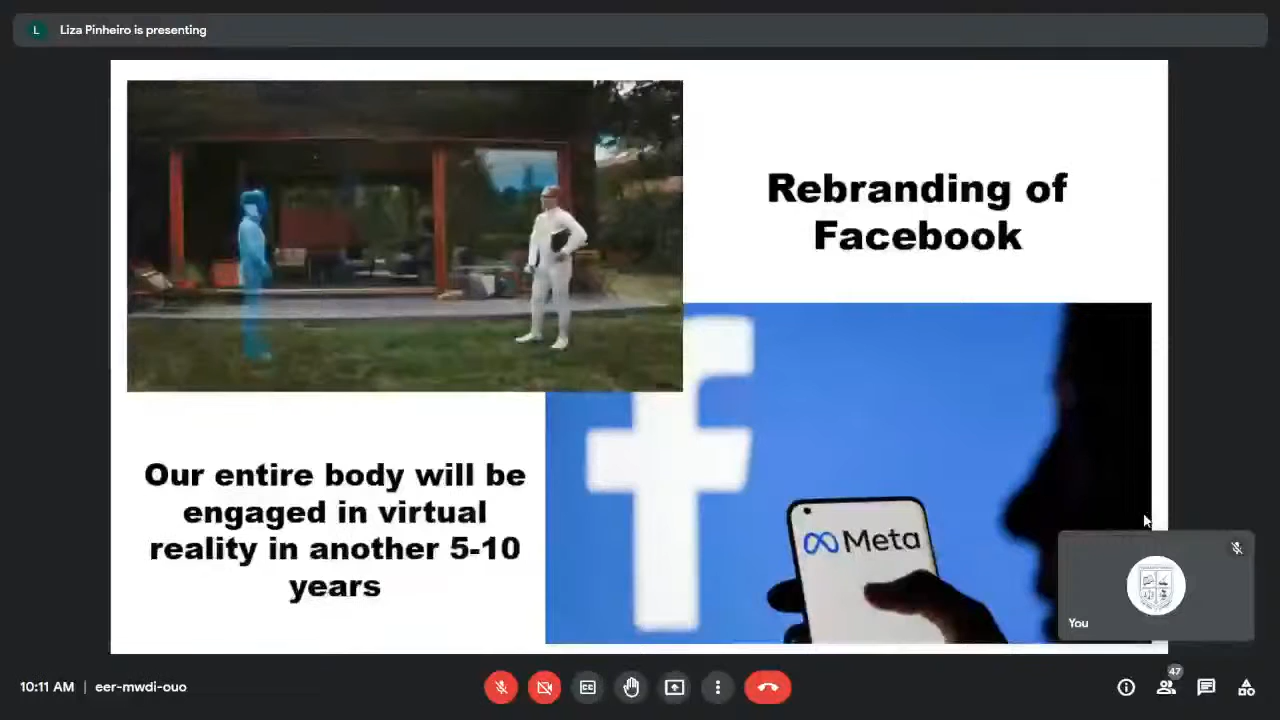 L Liza Pinheiro is presenting
Rebranding of
Facebook
Our entire body will be
engaged in virtual
reality in another 5-10
years
f
Meta
You
10:11 AM | eer-mwdi-ouo
CC
47